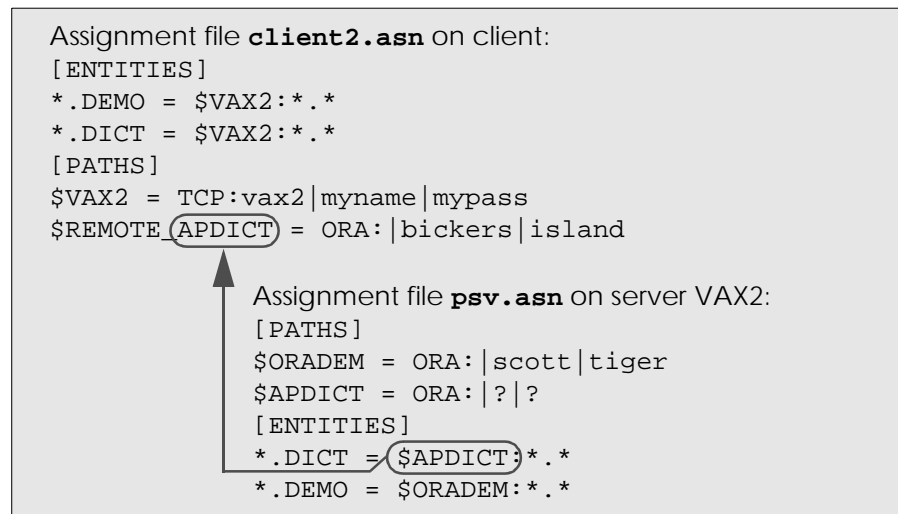 Assignment file client2.asn on client:
[ENTITIES]
*.DEMO = $VAX2:*.*
*.DICT = $VAX2:*.*
[PATHS]
$VAX2 = TCP:vax2|myname|mypass
$REMOTE_APDICT = ORA:|bickers|island
Assignment file psv.asn on server VAX2:
[PATHS]
$ORADEM = ORA:|scott|tiger
$APDICT = ORA:|?|?
[ENTITIES]
*.DICT = $APDICT:*.*
*.DEMO = $ORADEM:*.*